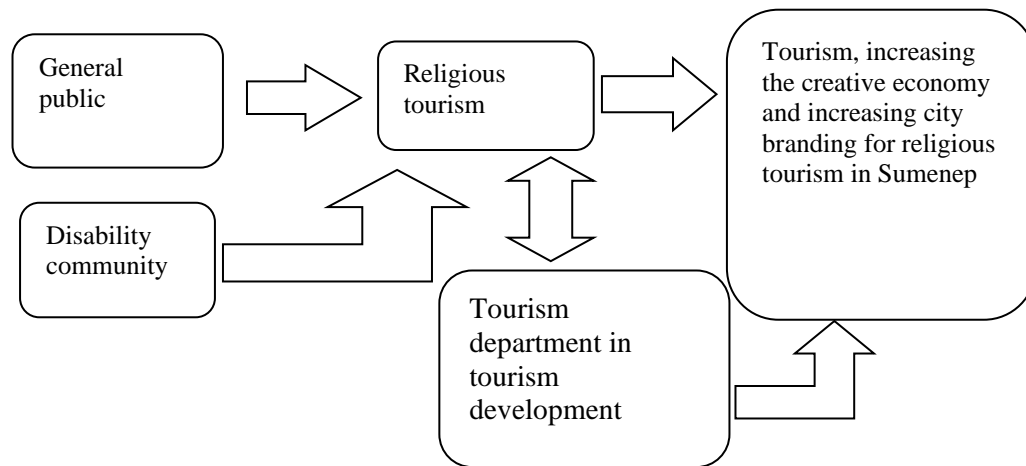 General
public
Religious
tourism
Tourism, increasing
the creative economy
and increasing city
branding for religious
tourism in Sumenep
Disability
community
Tourism
department in
tourism
development